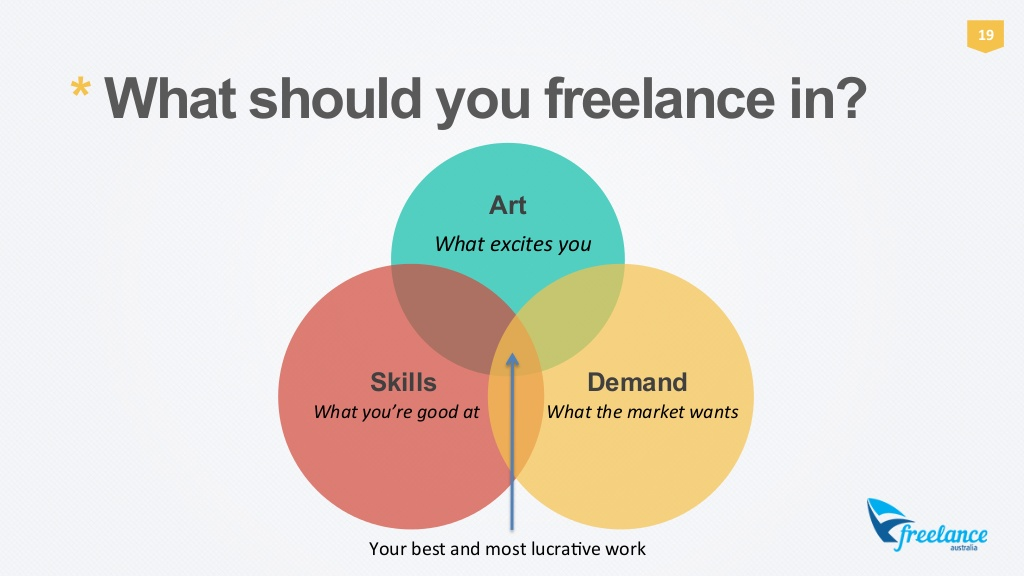 19
* What should you freelance in?
Art
What excites you
Skills
What you’re good at
Demand
What the market wants
Your best and most lucrative work
freelance
australia